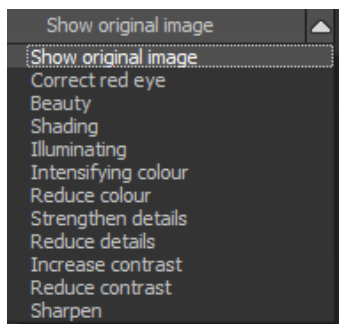 Show original image
Show original image
Correct red eye
Beauty
Shading
Illuminating
Intensifying colour
Reduce colour
Strengthen details
Reduce details
Increase contrast
Reduce contrast
Sharpen